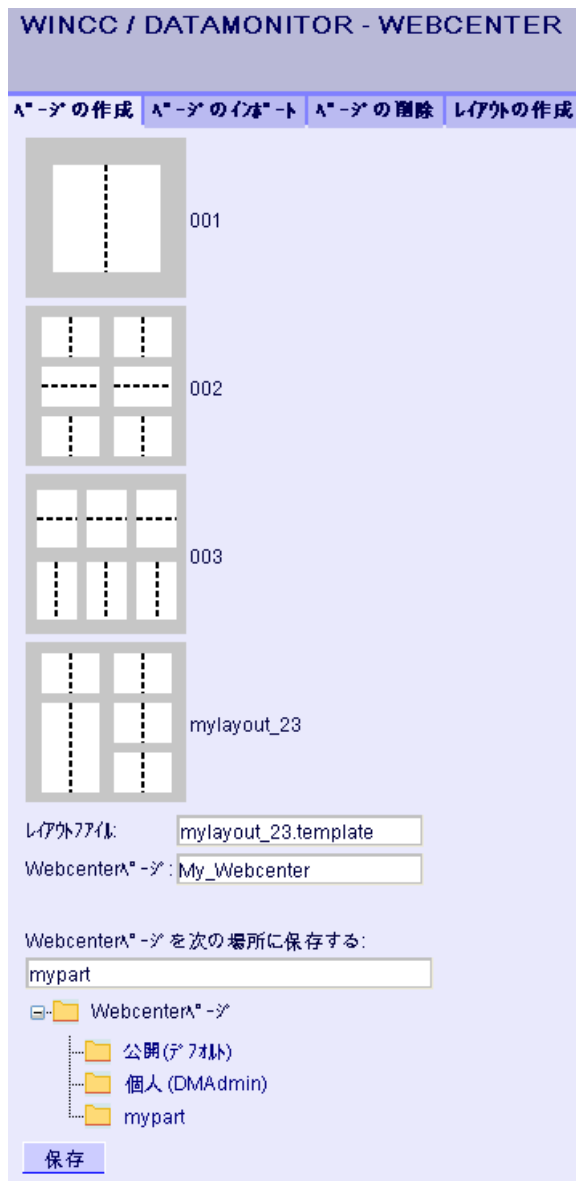 WINCC / DATAMONITOR - WEBCENTER
ﾍﾟｰｼﾞの作成 ﾍﾟｰｼﾞのｲﾝﾎﾟｰﾄ ﾍﾟｰｼﾞの削除 ﾚｲｱｳﾄの作成
001
002
003
mylayout_23
ﾚｲｱｳﾄﾌｧｲﾙ: mylayout_23.template
Webcenterﾍﾟｰｼﾞ: My_Webcenter
Webcenterﾍﾟｰｼﾞを次の場所に保存する:
mypart
Webcenterﾍﾟｰｼﾞ
公開(ﾃﾞﾌｫﾙﾄ)
個人 (DMAdmin)
mypart
保存